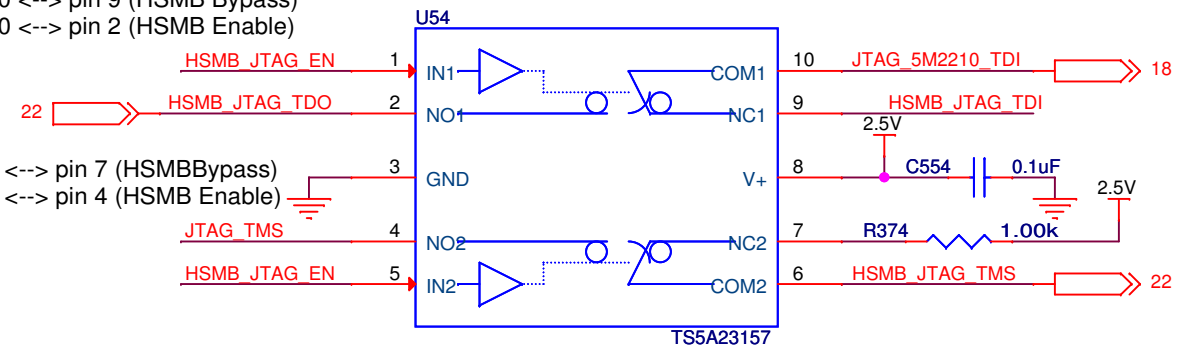 0 <--> pin 9 (HSMB Bypass)
0 <--> pin 2 (HSMB Enable)
U54
HSMB_JTAG_EN 1 IN1 COM1 10 JTAG_5M2210_TDI 18
22 HSMB_JTAG_TDO 2 NO1 NC1 9 HSMB_JTAG_TDI
2.5V
<--> pin 7 (HSMBBypass) 3 GND V+ 8 C554 0.1uF
<--> pin 4 (HSMB Enable) 2.5V
JTAG_TMS 4 NO2 NC2 7 R374 1.00k
HSMB_JTAG_EN 5 IN2 COM2 6 HSMB_JTAG_TMS 22
TS5A23157